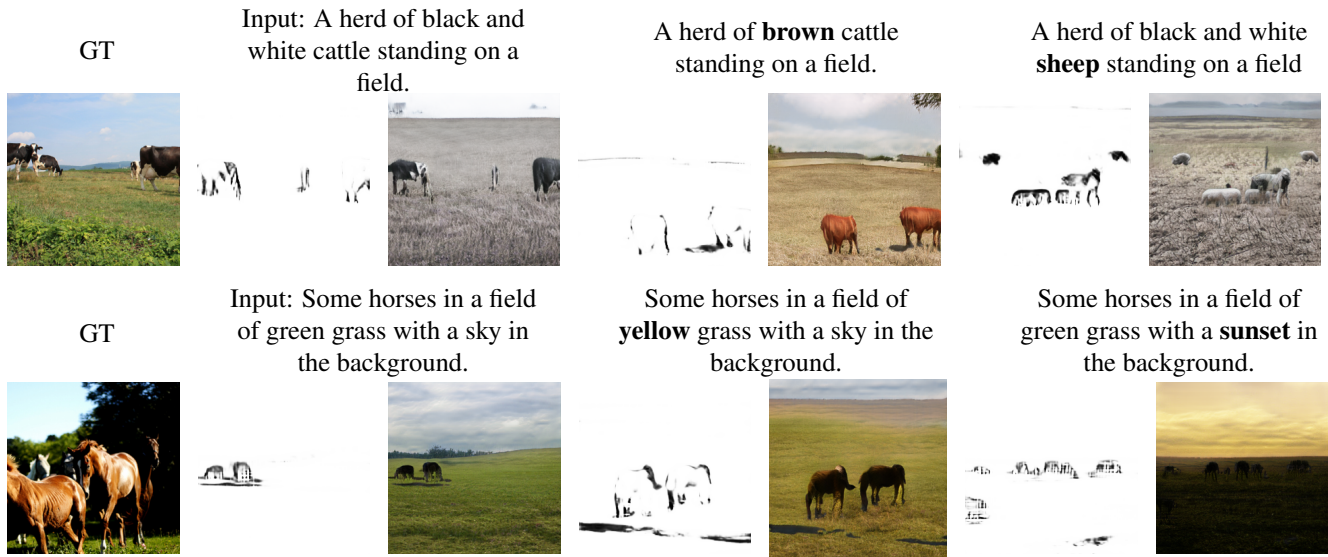 GT
Input: A herd of black and
white cattle standing on a
field.
A herd of brown cattle
standing on a field.
A herd of black and white
sheep standing on a field
GT
Input: Some horses in a field
of green grass with a sky in
the background.
Some horses in a field of
yellow grass with a sky in the
background.
Some horses in a field of
green grass with a sunset in
the background.